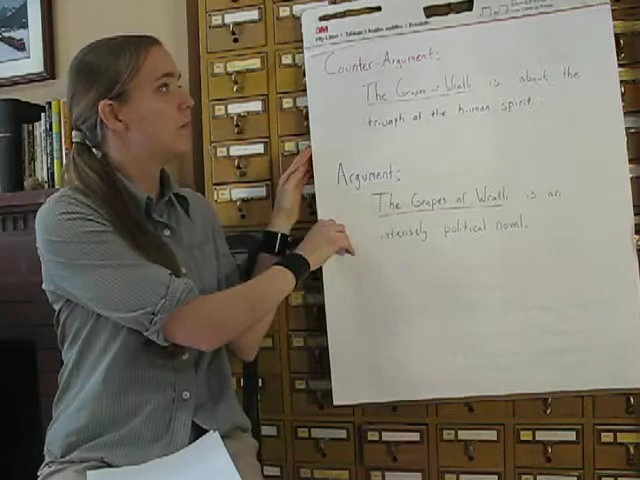 3M
Counter-Argument:
The Grapes of Wrath is about the
triumph of the human spirit.
Argument:
The Grapes of Wrath is an
intensely political novel.